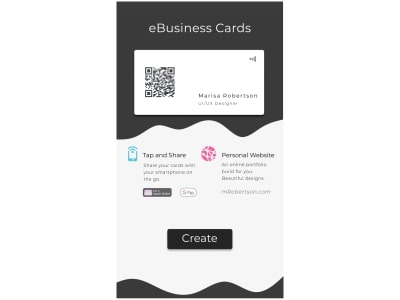 eBusiness Cards
Marisa Robertson
UI/UX Designer
Tap and Share
Share your cards with
your smartphone on
the go.
Personal Website
An online portfolio
build for you.
Beautiful designs.
G Pay
mRobertson.com
Create